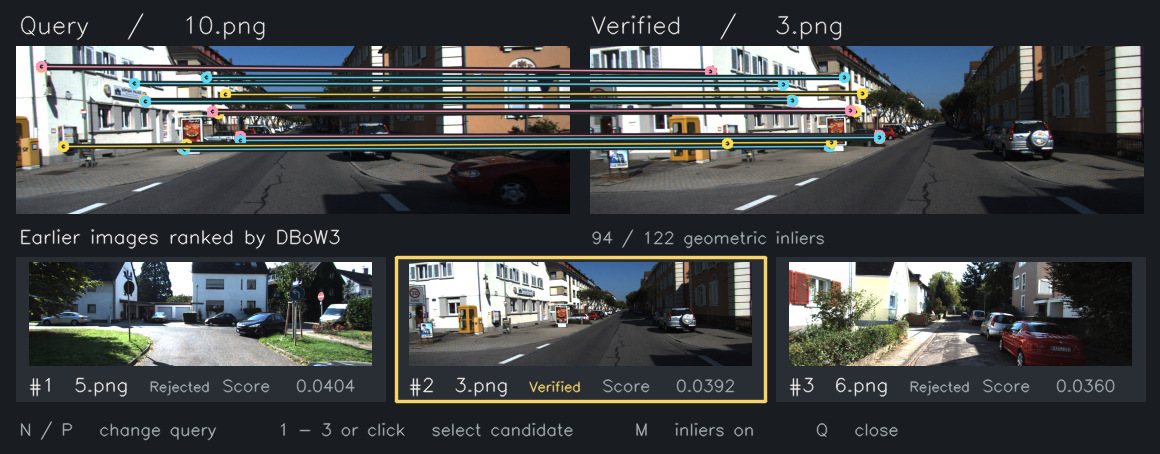 Query / 10.png
Verified / 3.png
Earlier images ranked by DBoW3
94 / 122 geometric inliers
#1 5.png Rejected Score 0.0404
#2 3.png Verified Score 0.0392
#3 6.png Rejected Score 0.0360
N / P change query 1 - 3 or click select candidate M inliers on Q close